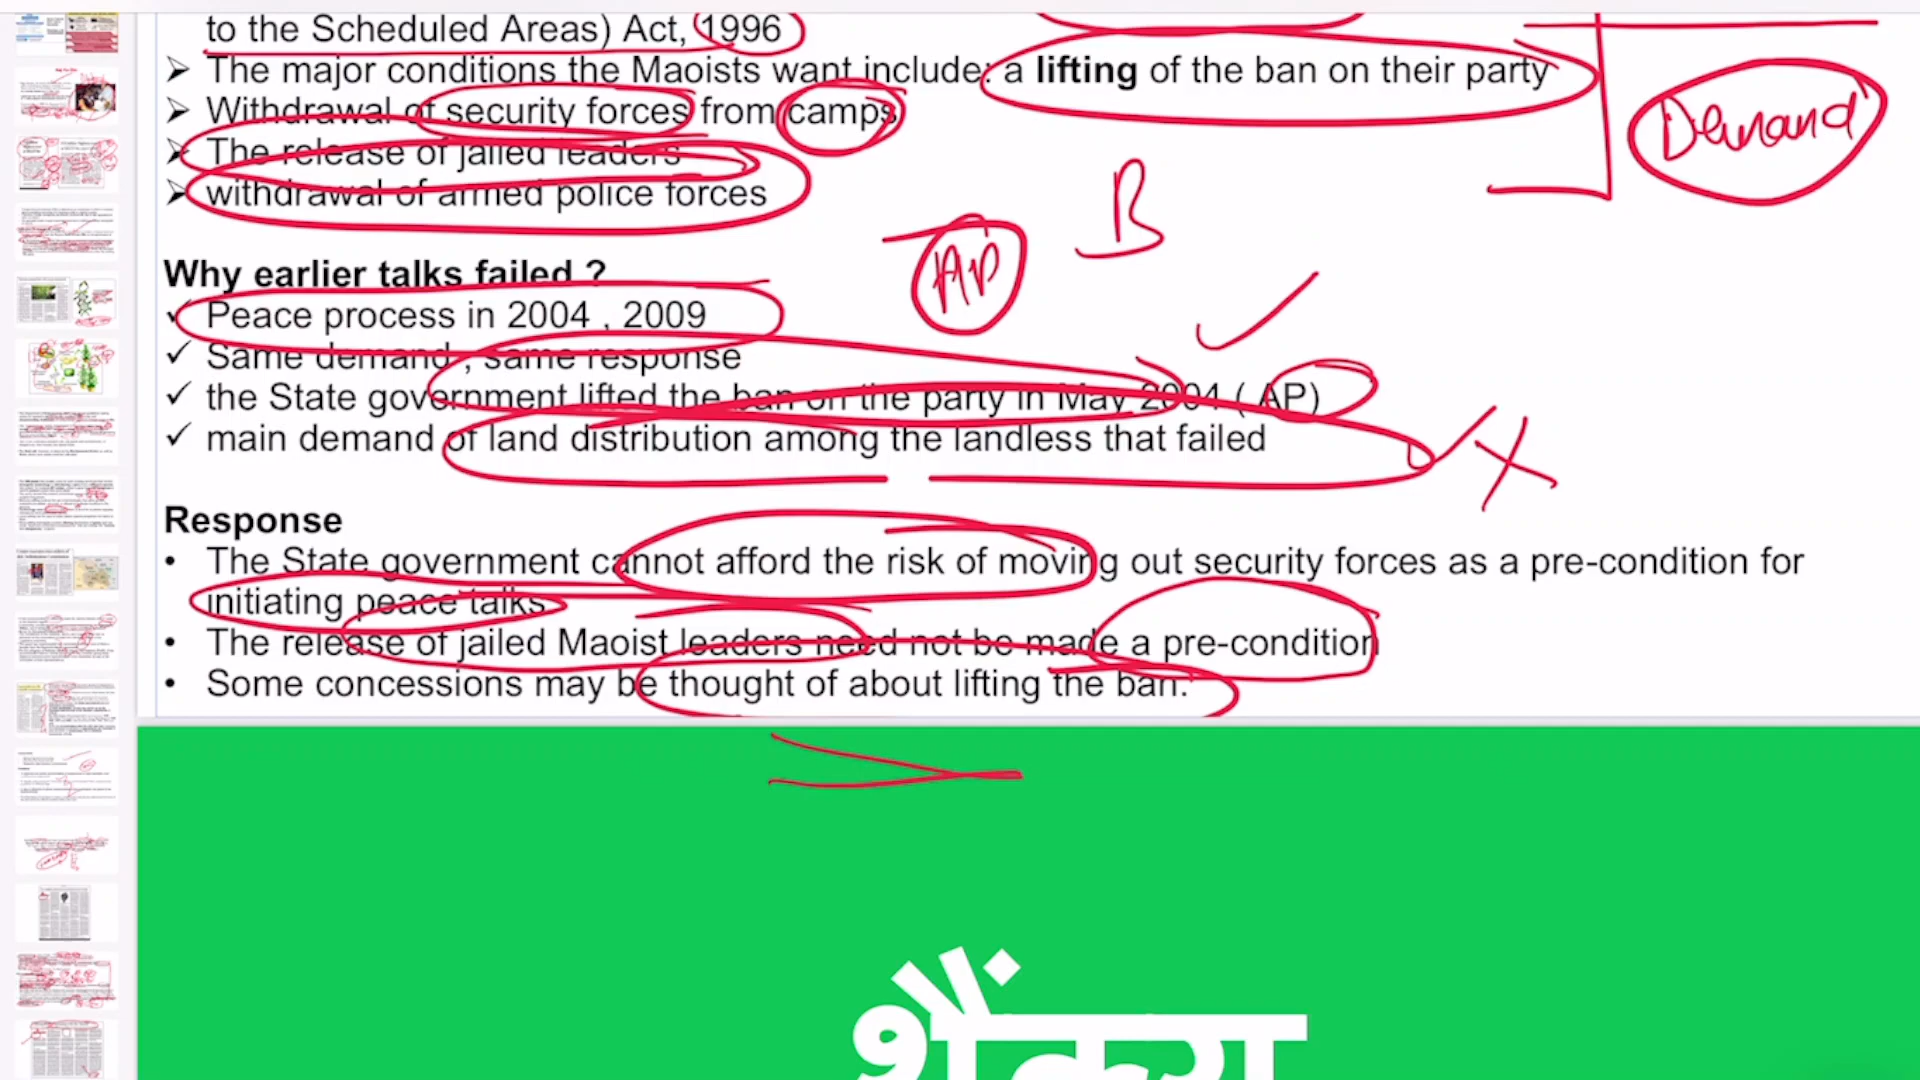 to the Scheduled Areas) Act, 1996
➢ The major conditions the Maoists want include: a lifting of the ban on their party
➢ Withdrawal of security forces from camps
➢ The release of jailed leaders
➢ withdrawal of armed police forces
Demand
B
AP
Why earlier talks failed ?
✓ Peace process in 2004 , 2009
✓ Same demand , same response
✓ the State government lifted the ban on the party in May 2004 ( AP)
✓ main demand of land distribution among the landless that failed
Response
• The State government cannot afford the risk of moving out security forces as a pre-condition for
initiating peace talks
• The release of jailed Maoist leaders need not be made a pre-condition
• Some concessions may be thought of about lifting the ban.